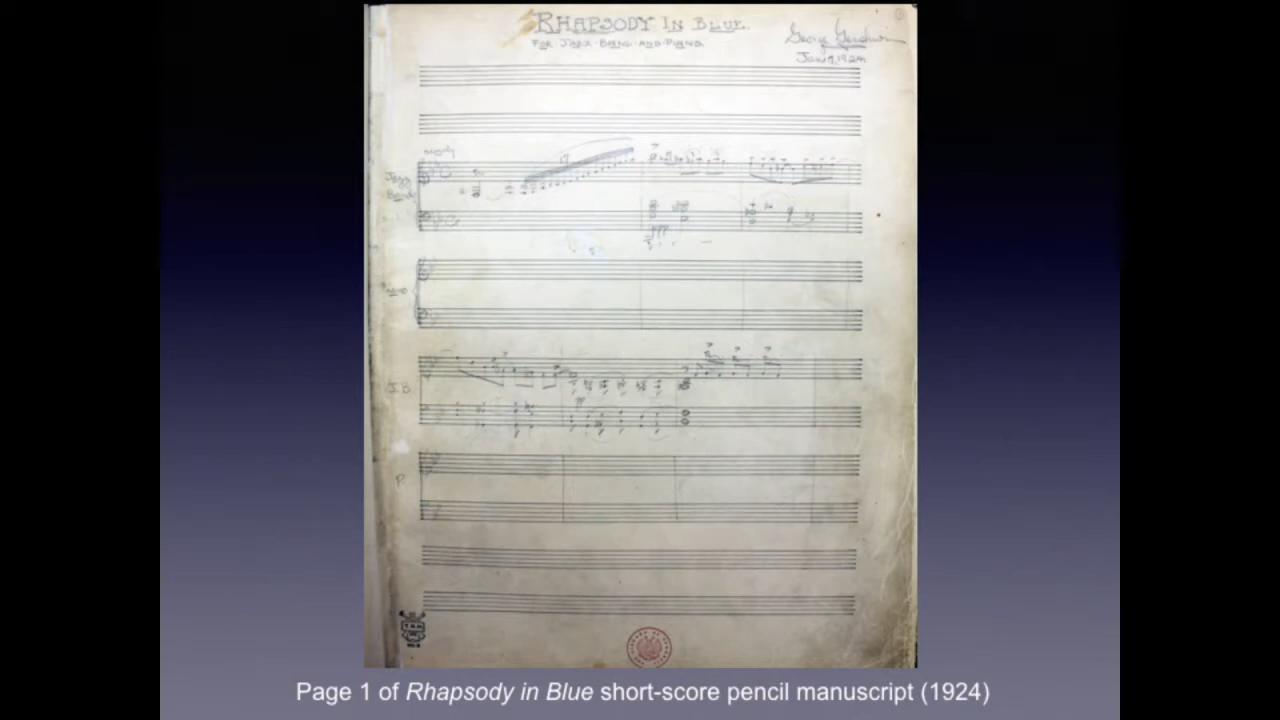 RHAPSODY IN BLUE.
FOR JAZZ BAND AND PIANO
George Gershwin
Jan 7, 1924
Jazz
Band
17
J.B.
P.
Page 1 of Rhapsody in Blue short-score pencil manuscript (1924)